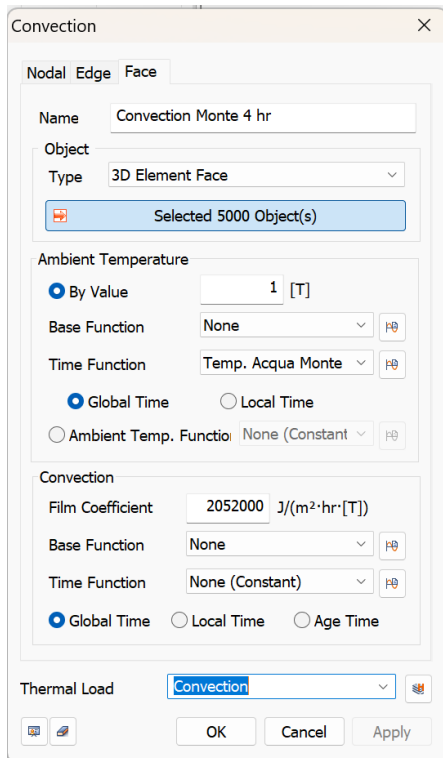 Convection
Nodal Edge Face
Name Convection Monte 4 hr
Object
Type 3D Element Face
Selected 5000 Object(s)
Ambient Temperature
By Value 1 [T]
Base Function None
Time Function Temp. Acqua Monte
Global Time Local Time
Ambient Temp. Function None (Constant
Convection
Film Coefficient 2052000 J/(m²·hr·[T])
Base Function None
Time Function None (Constant)
Global Time Local Time Age Time
Thermal Load Convection
OK Cancel Apply